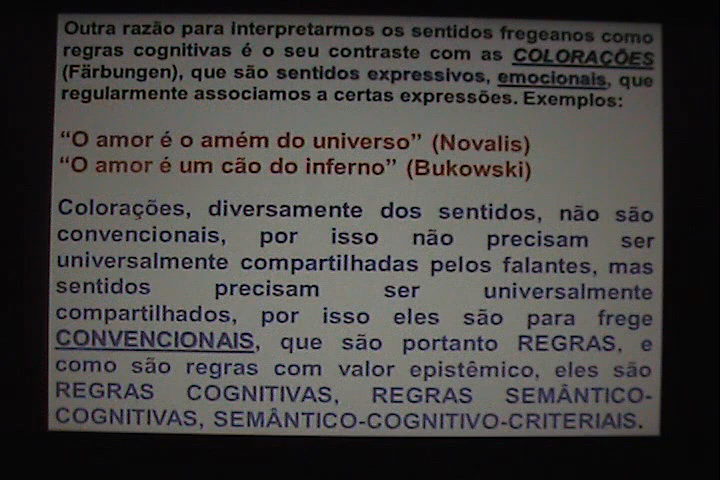 Outra razão para interpretarmos os sentidos fregeanos como
regras cognitivas é o seu contraste com as COLORAÇÕES
(Färbungen), que são sentidos expressivos, emocionais, que
regularmente associamos a certas expressões. Exemplos:
“O amor é o amém do universo” (Novalis)
“O amor é um cão do inferno” (Bukowski)
Colorações, diversamente dos sentidos, não são
convencionais, por isso não precisam ser
universalmente compartilhadas pelos falantes, mas
sentidos precisam ser universalmente
compartilhados, por isso eles são para frege
CONVENCIONAIS, que são portanto REGRAS, e
como são regras com valor epistêmico, eles são
REGRAS COGNITIVAS, REGRAS SEMÂNTICO-
COGNITIVAS, SEMÂNTICO-COGNITIVO-CRITERIAIS.